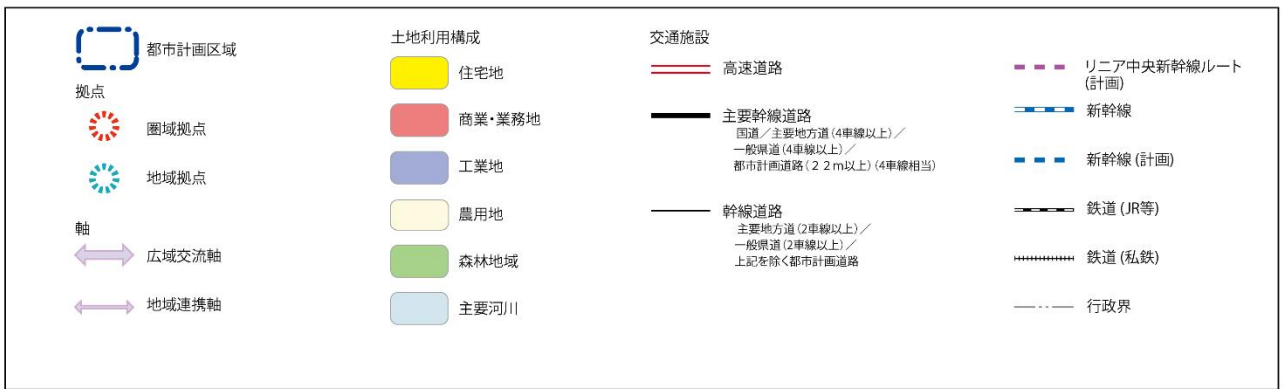 都市計画区域
拠点
圏域拠点
地域拠点
軸
広域交流軸
地域連携軸
土地利用構成
住宅地
商業・業務地
工業地
農用地
森林地域
主要河川
交通施設
高速道路
主要幹線道路
国道／主要地方道(4車線以上)／
一般県道(4車線以上)／
都市計画道路(２２m以上)(4車線相当)
幹線道路
主要地方道(2車線以上)／
一般県道(2車線以上)／
上記を除く都市計画道路
リニア中央新幹線ルート
(計画)
新幹線
新幹線(計画)
鉄道(JR等)
鉄道(私鉄)
行政界